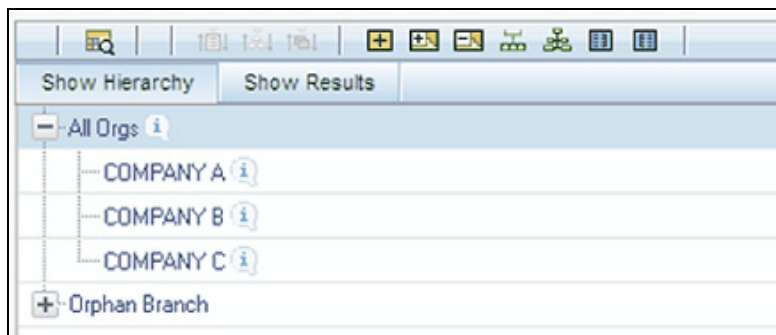 Show Hierarchy Show Results
All Orgs
COMPANY A
COMPANY B
COMPANY C
Orphan Branch